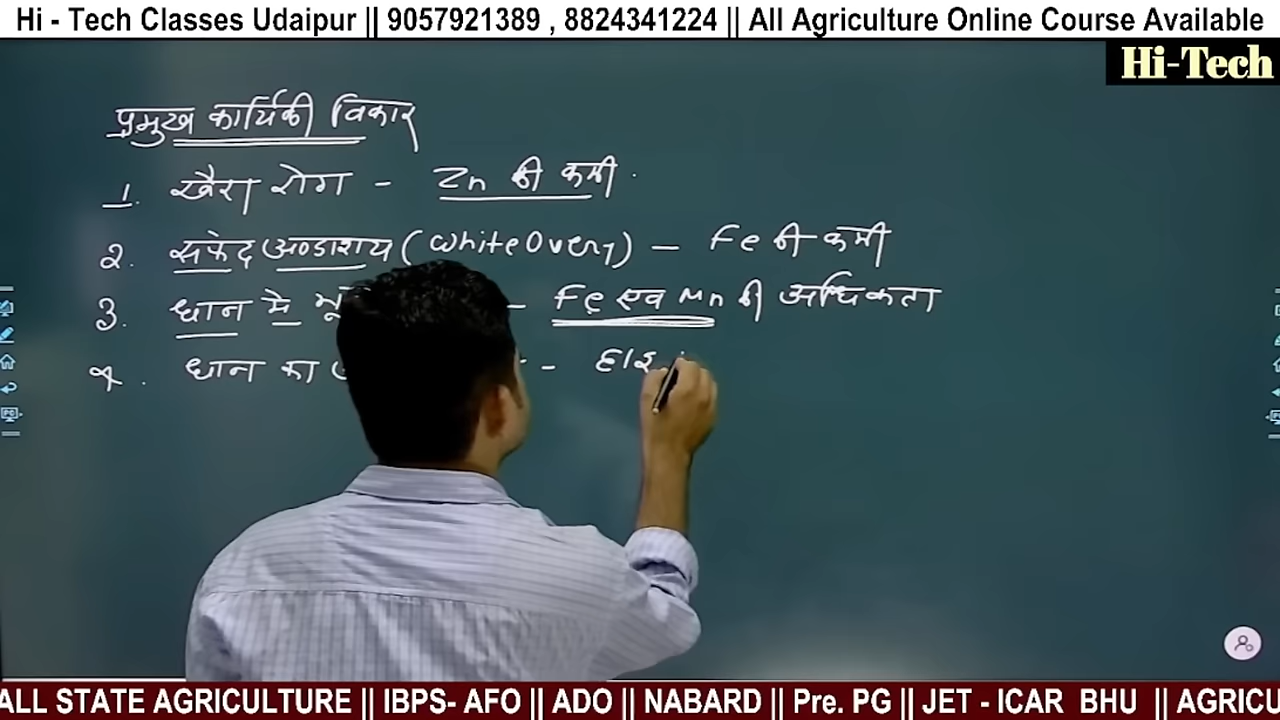 Hi - Tech Classes Udaipur || 9057921389 , 8824341224 || All Agriculture Online Course Available
Hi-Tech
प्रमुख कार्यिकी विकार
1. खैरा रोग - Zn की कमी.
2. सफेद अण्डाशय (White Overy) - Fe की कमी
3. धान मे - Fe एव Mn की अधिकता
4. धान का - हाइ
ALL STATE AGRICULTURE || IBPS- AFO || ADO || NABARD || Pre. PG || JET - ICAR BHU || AGRICU